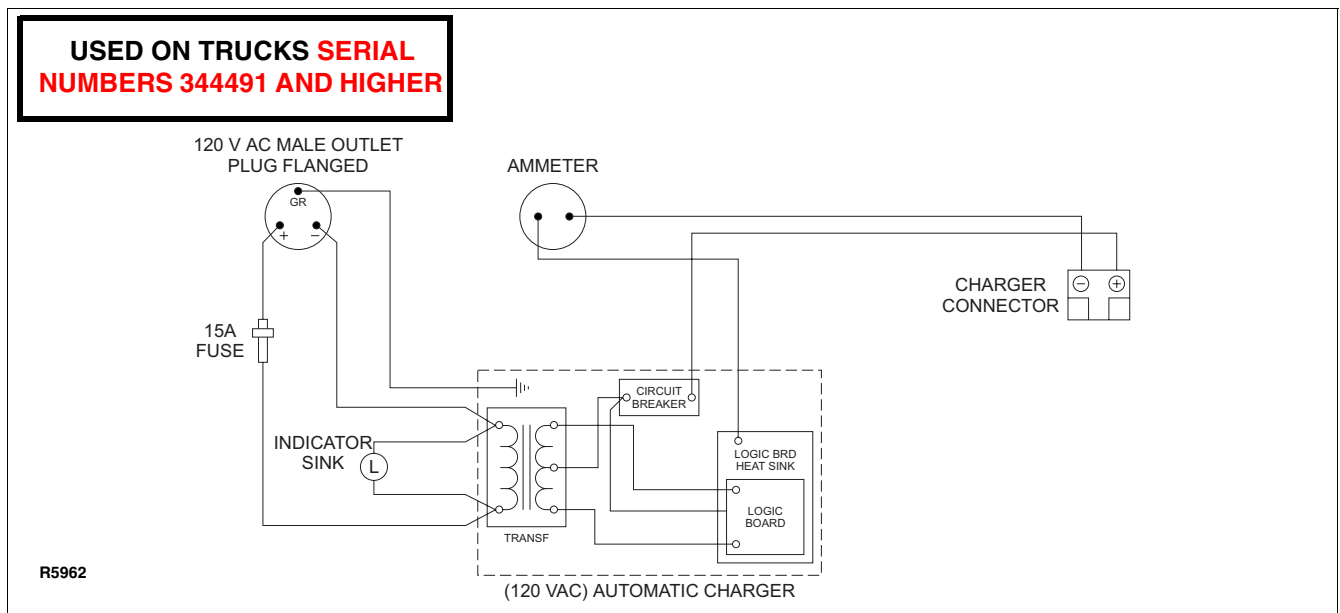 USED ON TRUCKS SERIAL
NUMBERS 344491 AND HIGHER
120 V AC MALE OUTLET
PLUG FLANGED
GR
+
−
AMMETER
CHARGER
CONNECTOR
−
+
15A
FUSE
CIRCUIT
BREAKER
INDICATOR
SINK
L
LOGIC BRD
HEAT SINK
LOGIC
BOARD
TRANSF
R5962
(120 VAC) AUTOMATIC CHARGER